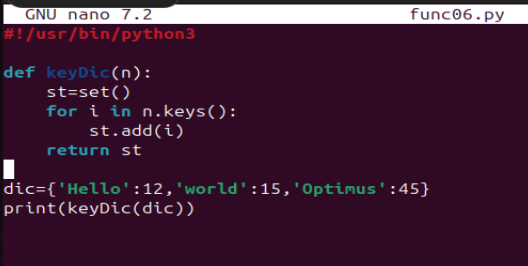 GNU nano 7.2 func06.py
#!/usr/bin/python3
def keyDic(n):
    st=set()
    for i in n.keys():
        st.add(i)
    return st
dic={'Hello':12,'world':15,'Optimus':45}
print(keyDic(dic))